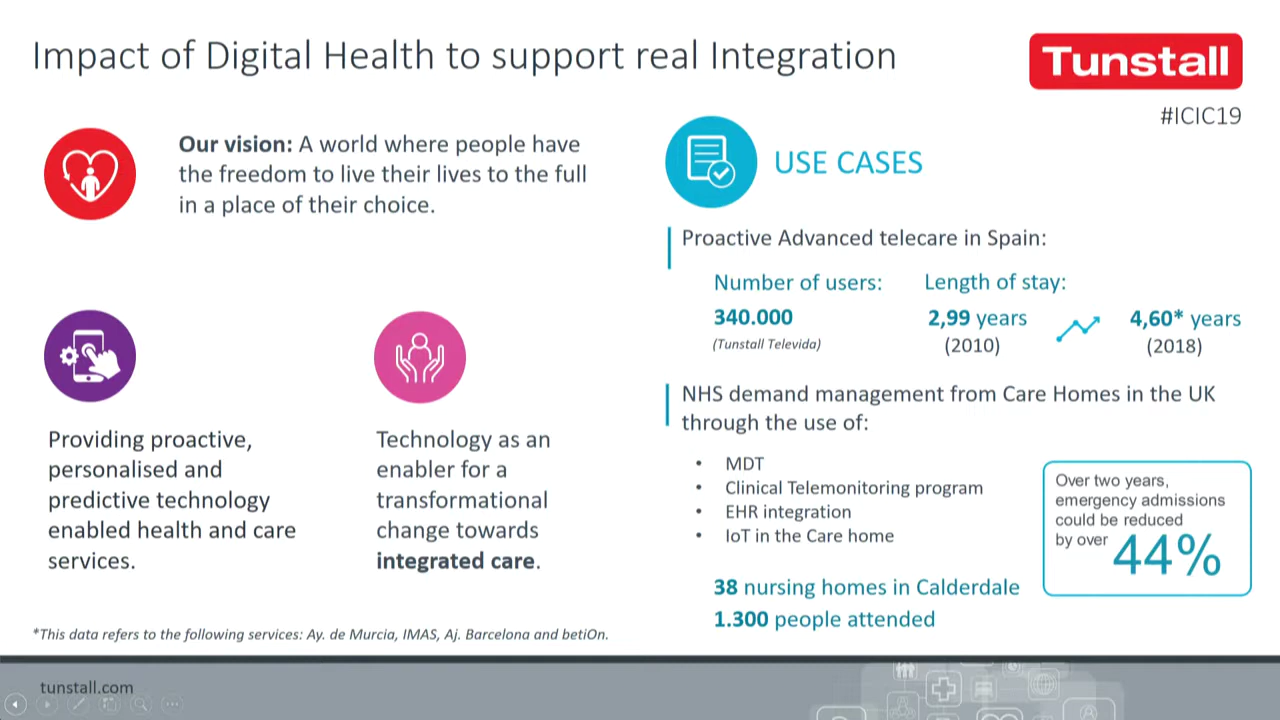 Impact of Digital Health to support real Integration
Tunstall
#ICIC19
Our vision: A world where people have
the freedom to live their lives to the full
in a place of their choice.
Providing proactive,
personalised and
predictive technology
enabled health and care
services.
Technology as an
enabler for a
transformational
change towards
integrated care.
*This data refers to the following services: Ay. de Murcia, IMAS, Aj. Barcelona and betiOn.
USE CASES
Proactive Advanced telecare in Spain:
Number of users:
340.000
(Tunstall Televida)
Length of stay:
2,99 years
(2010)
4,60* years
(2018)
NHS demand management from Care Homes in the UK
through the use of:
• MDT
• Clinical Telemonitoring program
• EHR integration
• IoT in the Care home
Over two years,
emergency admissions
could be reduced
by over 44%
38 nursing homes in Calderdale
1.300 people attended
tunstall.com